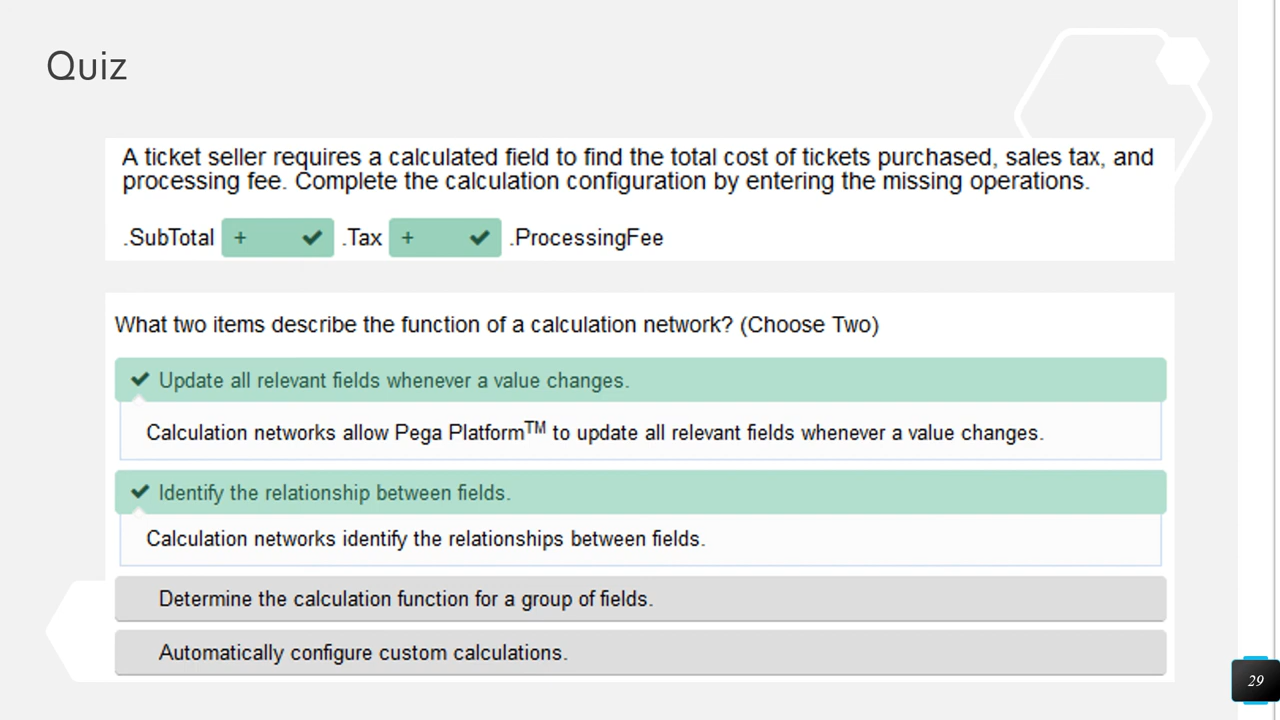 Quiz
A ticket seller requires a calculated field to find the total cost of tickets purchased, sales tax, and
processing fee. Complete the calculation configuration by entering the missing operations.
.SubTotal + ✔ .Tax + ✔ .ProcessingFee
What two items describe the function of a calculation network? (Choose Two)
✔ Update all relevant fields whenever a value changes.
Calculation networks allow Pega Platform™ to update all relevant fields whenever a value changes.
✔ Identify the relationship between fields.
Calculation networks identify the relationships between fields.
Determine the calculation function for a group of fields.
Automatically configure custom calculations.
29